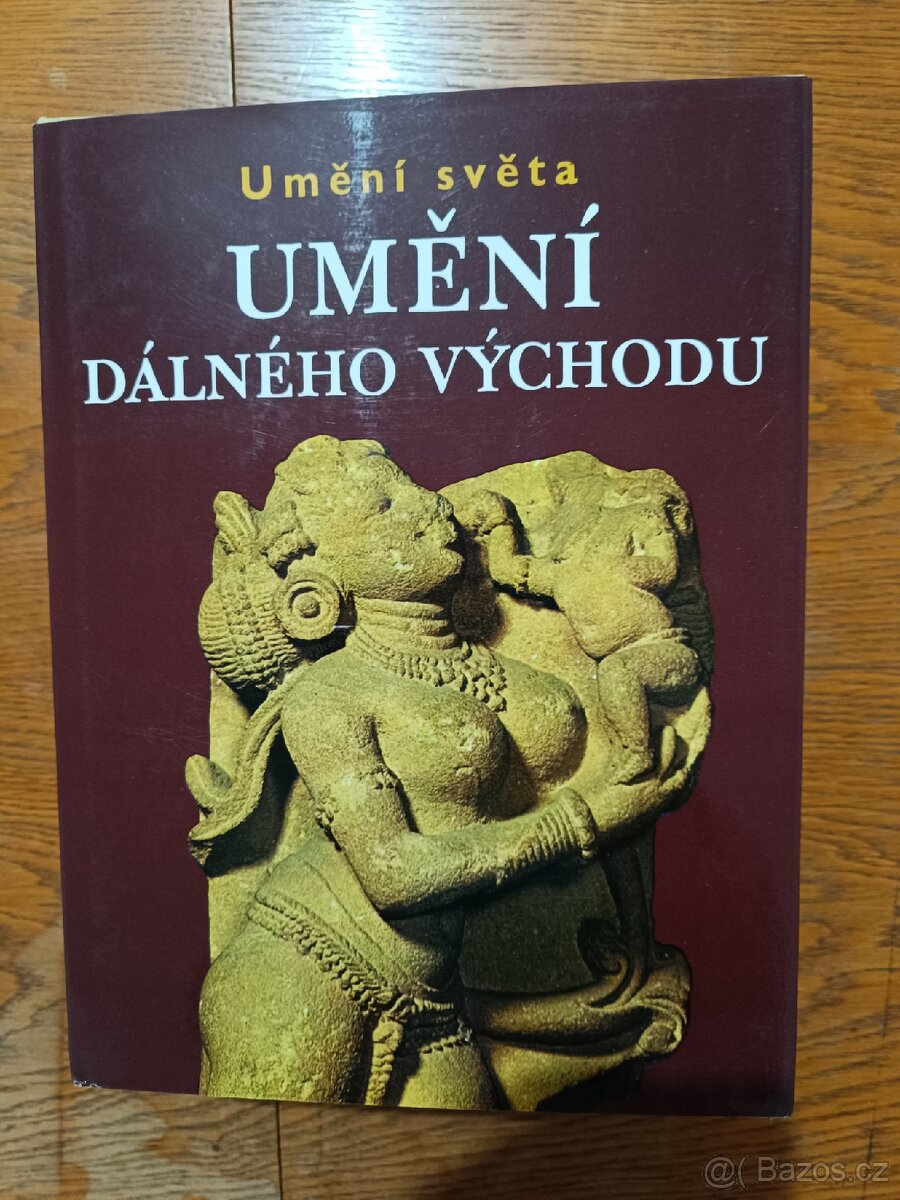 Umění světa
UMĚNÍ
DÁLNÉHO VÝCHODU
@( Bazos.cz